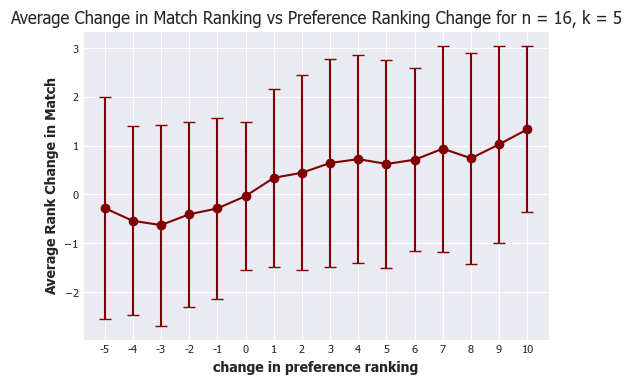 Average Change in Match Ranking vs Preference Ranking Change for n = 16, k = 5
Average Rank Change in Match
3
2
1
0
−1
−2
-5 -4 -3 -2 -1 0 1 2 3 4 5 6 7 8 9 10
change in preference ranking